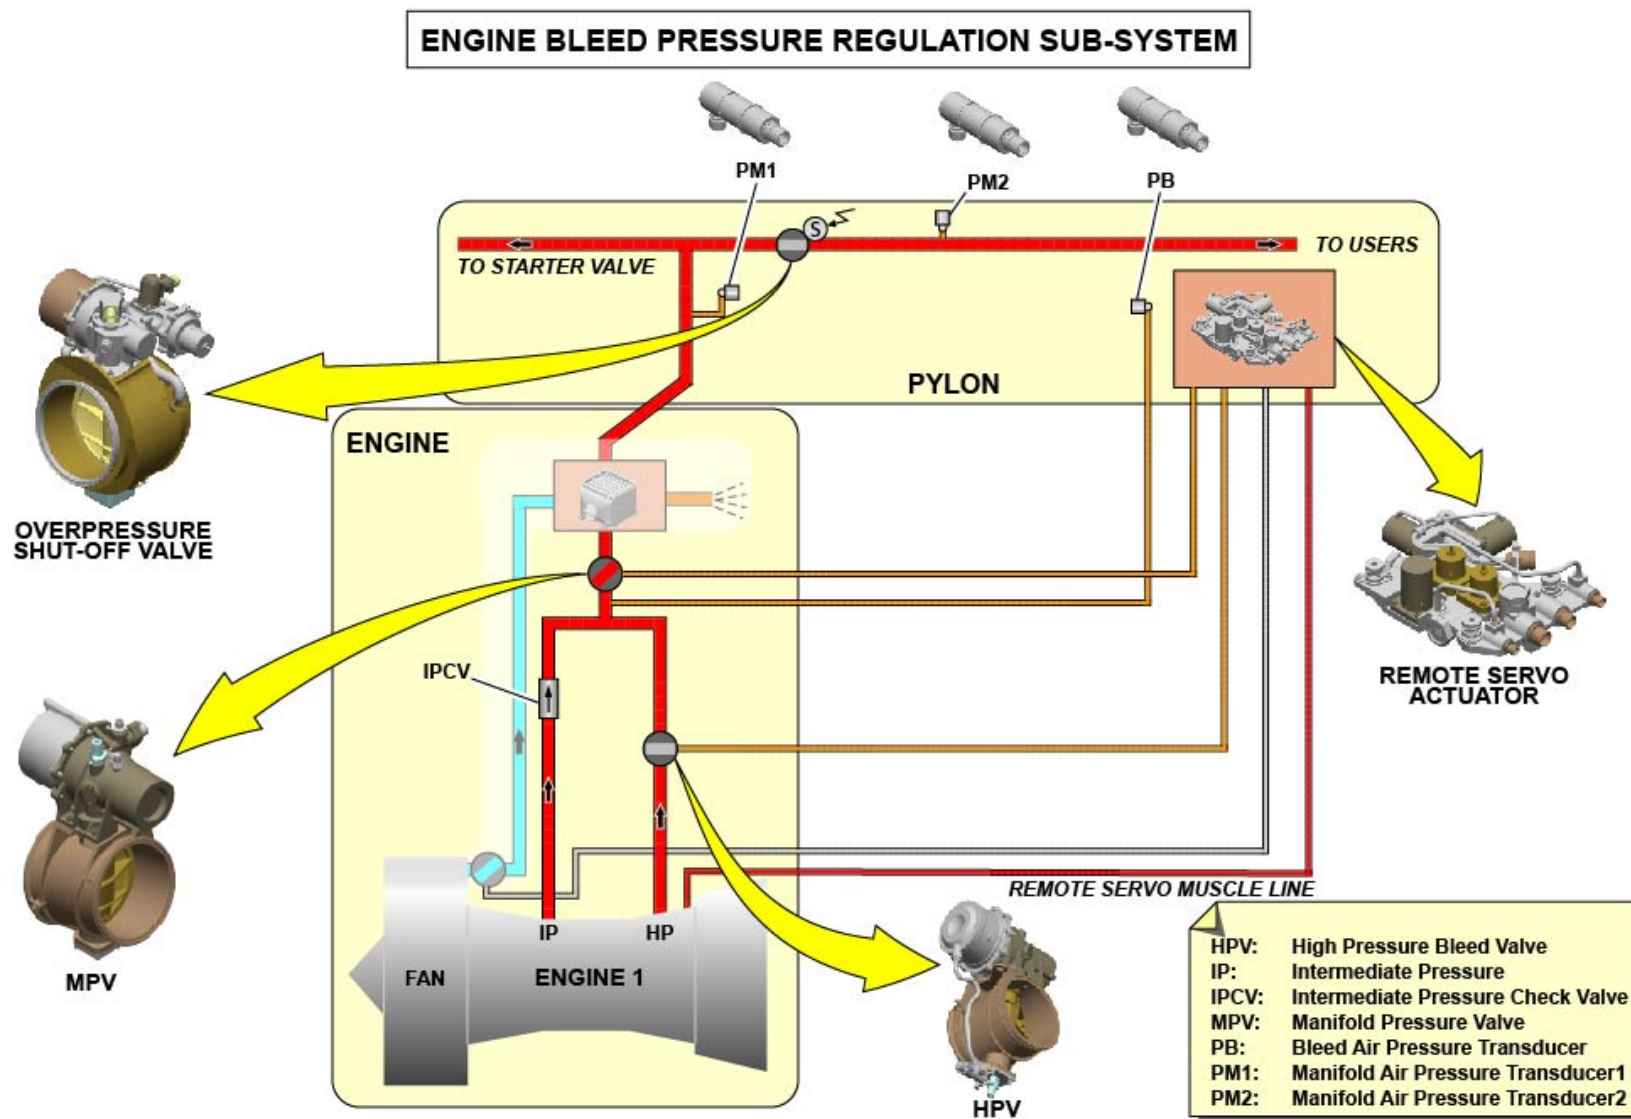 ENGINE BLEED PRESSURE REGULATION SUB-SYSTEM
PM1
PM2
PB
S
TO STARTER VALVE
TO USERS
PYLON
ENGINE
OVERPRESSURE
SHUT-OFF VALVE
IPCV
REMOTE SERVO
ACTUATOR
MPV
REMOTE SERVO MUSCLE LINE
IP
HP
FAN
ENGINE 1
HPV
HPV: High Pressure Bleed Valve
IP: Intermediate Pressure
IPCV: Intermediate Pressure Check Valve
MPV: Manifold Pressure Valve
PB: Bleed Air Pressure Transducer
PM1: Manifold Air Pressure Transducer1
PM2: Manifold Air Pressure Transducer2